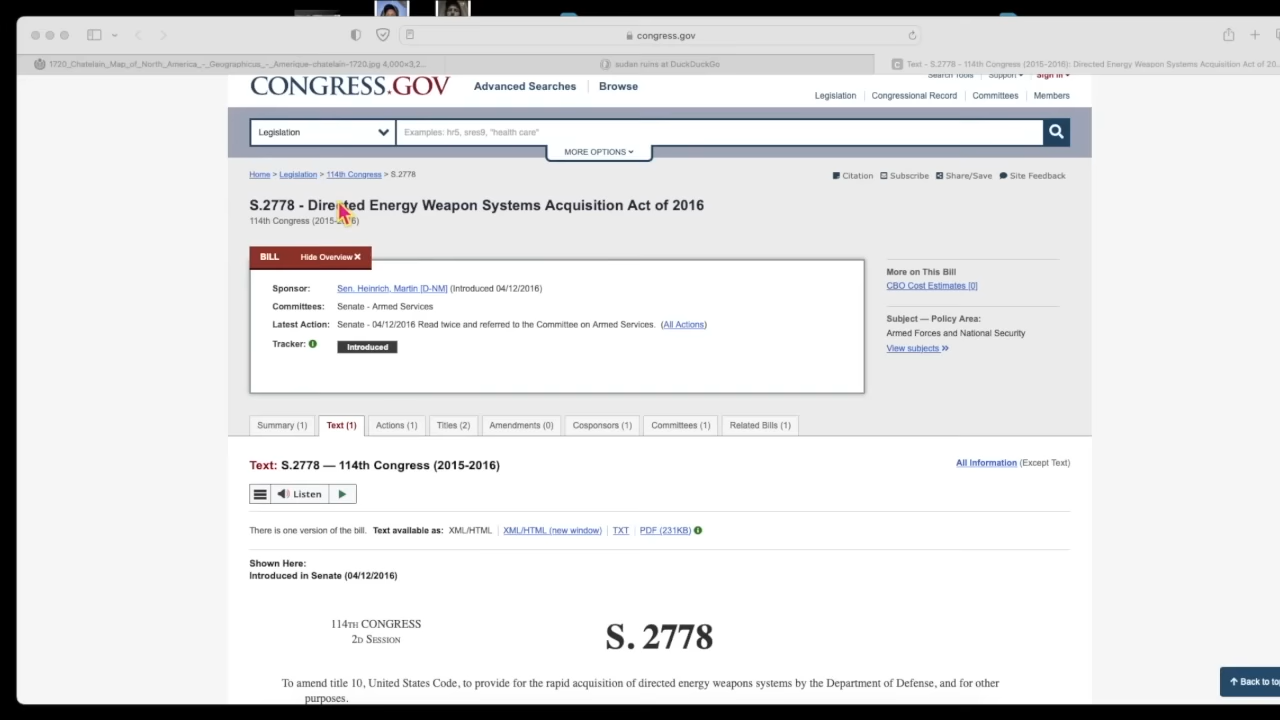 congress.gov
1720_Chatelain_Map_of_North_America_-_Geographicus_-_Amerique-chatelain-1720.jpg 4,000×3,2...
sudan ruins at DuckDuckGo
Text - S.2778 - 114th Congress (2015-2016): Directed Energy Weapon Systems Acquisition Act of 20...
CONGRESS.GOV
Advanced Searches
Browse
Search Tools
Support
Sign In
Legislation
Congressional Record
Committees
Members
Legislation
Examples: hr5, sres9, "health care"
MORE OPTIONS
Home > Legislation > 114th Congress > S.2778
Citation
Subscribe
Share/Save
Site Feedback
S.2778 - Directed Energy Weapon Systems Acquisition Act of 2016
114th Congress (2015-2016)
BILL
Hide Overview ×
Sponsor: Sen. Heinrich, Martin [D-NM] (Introduced 04/12/2016)
Committees: Senate - Armed Services
Latest Action: Senate - 04/12/2016 Read twice and referred to the Committee on Armed Services. (All Actions)
Tracker:
Introduced
More on This Bill
CBO Cost Estimates [0]
Subject — Policy Area:
Armed Forces and National Security
View subjects »
Summary (1)
Text (1)
Actions (1)
Titles (2)
Amendments (0)
Cosponsors (1)
Committees (1)
Related Bills (1)
Text: S.2778 — 114th Congress (2015-2016)
All Information (Except Text)
Listen
There is one version of the bill. Text available as: XML/HTML | XML/HTML (new window) | TXT | PDF (231KB)
Shown Here:
Introduced in Senate (04/12/2016)
114TH CONGRESS
2D SESSION
S. 2778
To amend title 10, United States Code, to provide for the rapid acquisition of directed energy weapons systems by the Department of Defense, and for other
purposes.
Back to top